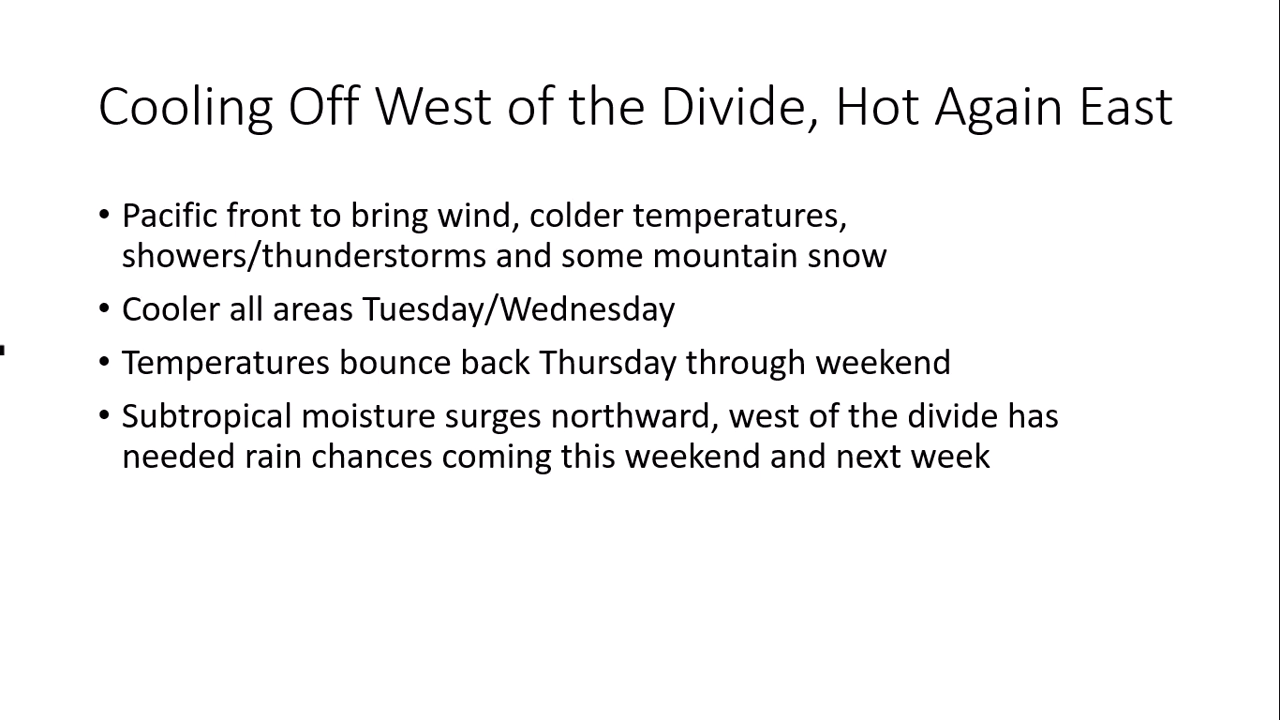 Cooling Off West of the Divide, Hot Again East
• Pacific front to bring wind, colder temperatures,
showers/thunderstorms and some mountain snow
• Cooler all areas Tuesday/Wednesday
• Temperatures bounce back Thursday through weekend
• Subtropical moisture surges northward, west of the divide has
needed rain chances coming this weekend and next week